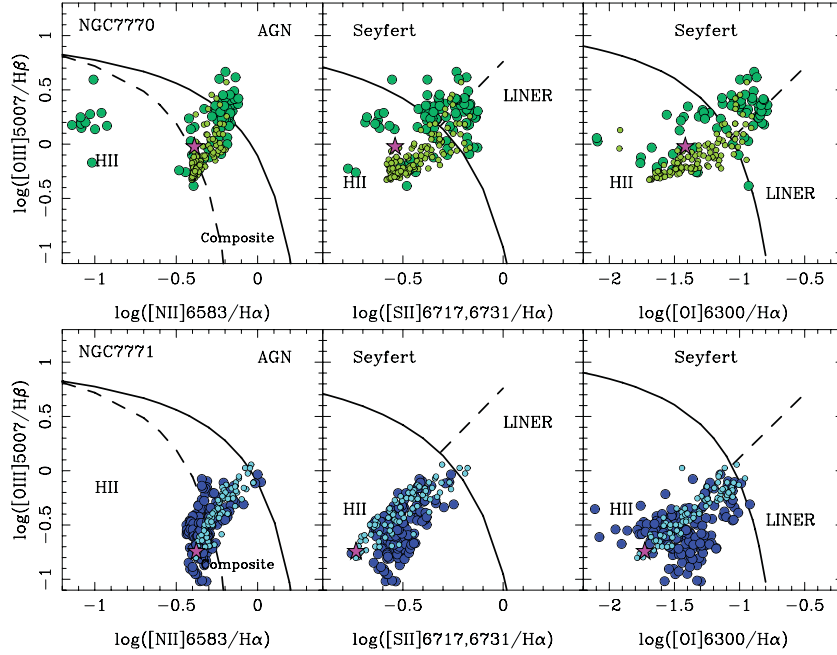 NGC7770
AGN
Seyfert
Seyfert
LINER
HII
HII
HII
LINER
Composite
log([OIII]5007/Hβ)
1
0.5
0
−0.5
−1
−1 −0.5 0
−0.5 0
−2 −1.5 −1 −0.5
log([NII]6583/Hα)
log([SII]6717,6731/Hα)
log([OI]6300/Hα)
NGC7771
AGN
Seyfert
Seyfert
LINER
HII
HII
HII
LINER
Composite
log([OIII]5007/Hβ)
1
0.5
0
−0.5
−1
−1 −0.5 0
−0.5 0
−2 −1.5 −1 −0.5
log([NII]6583/Hα)
log([SII]6717,6731/Hα)
log([OI]6300/Hα)